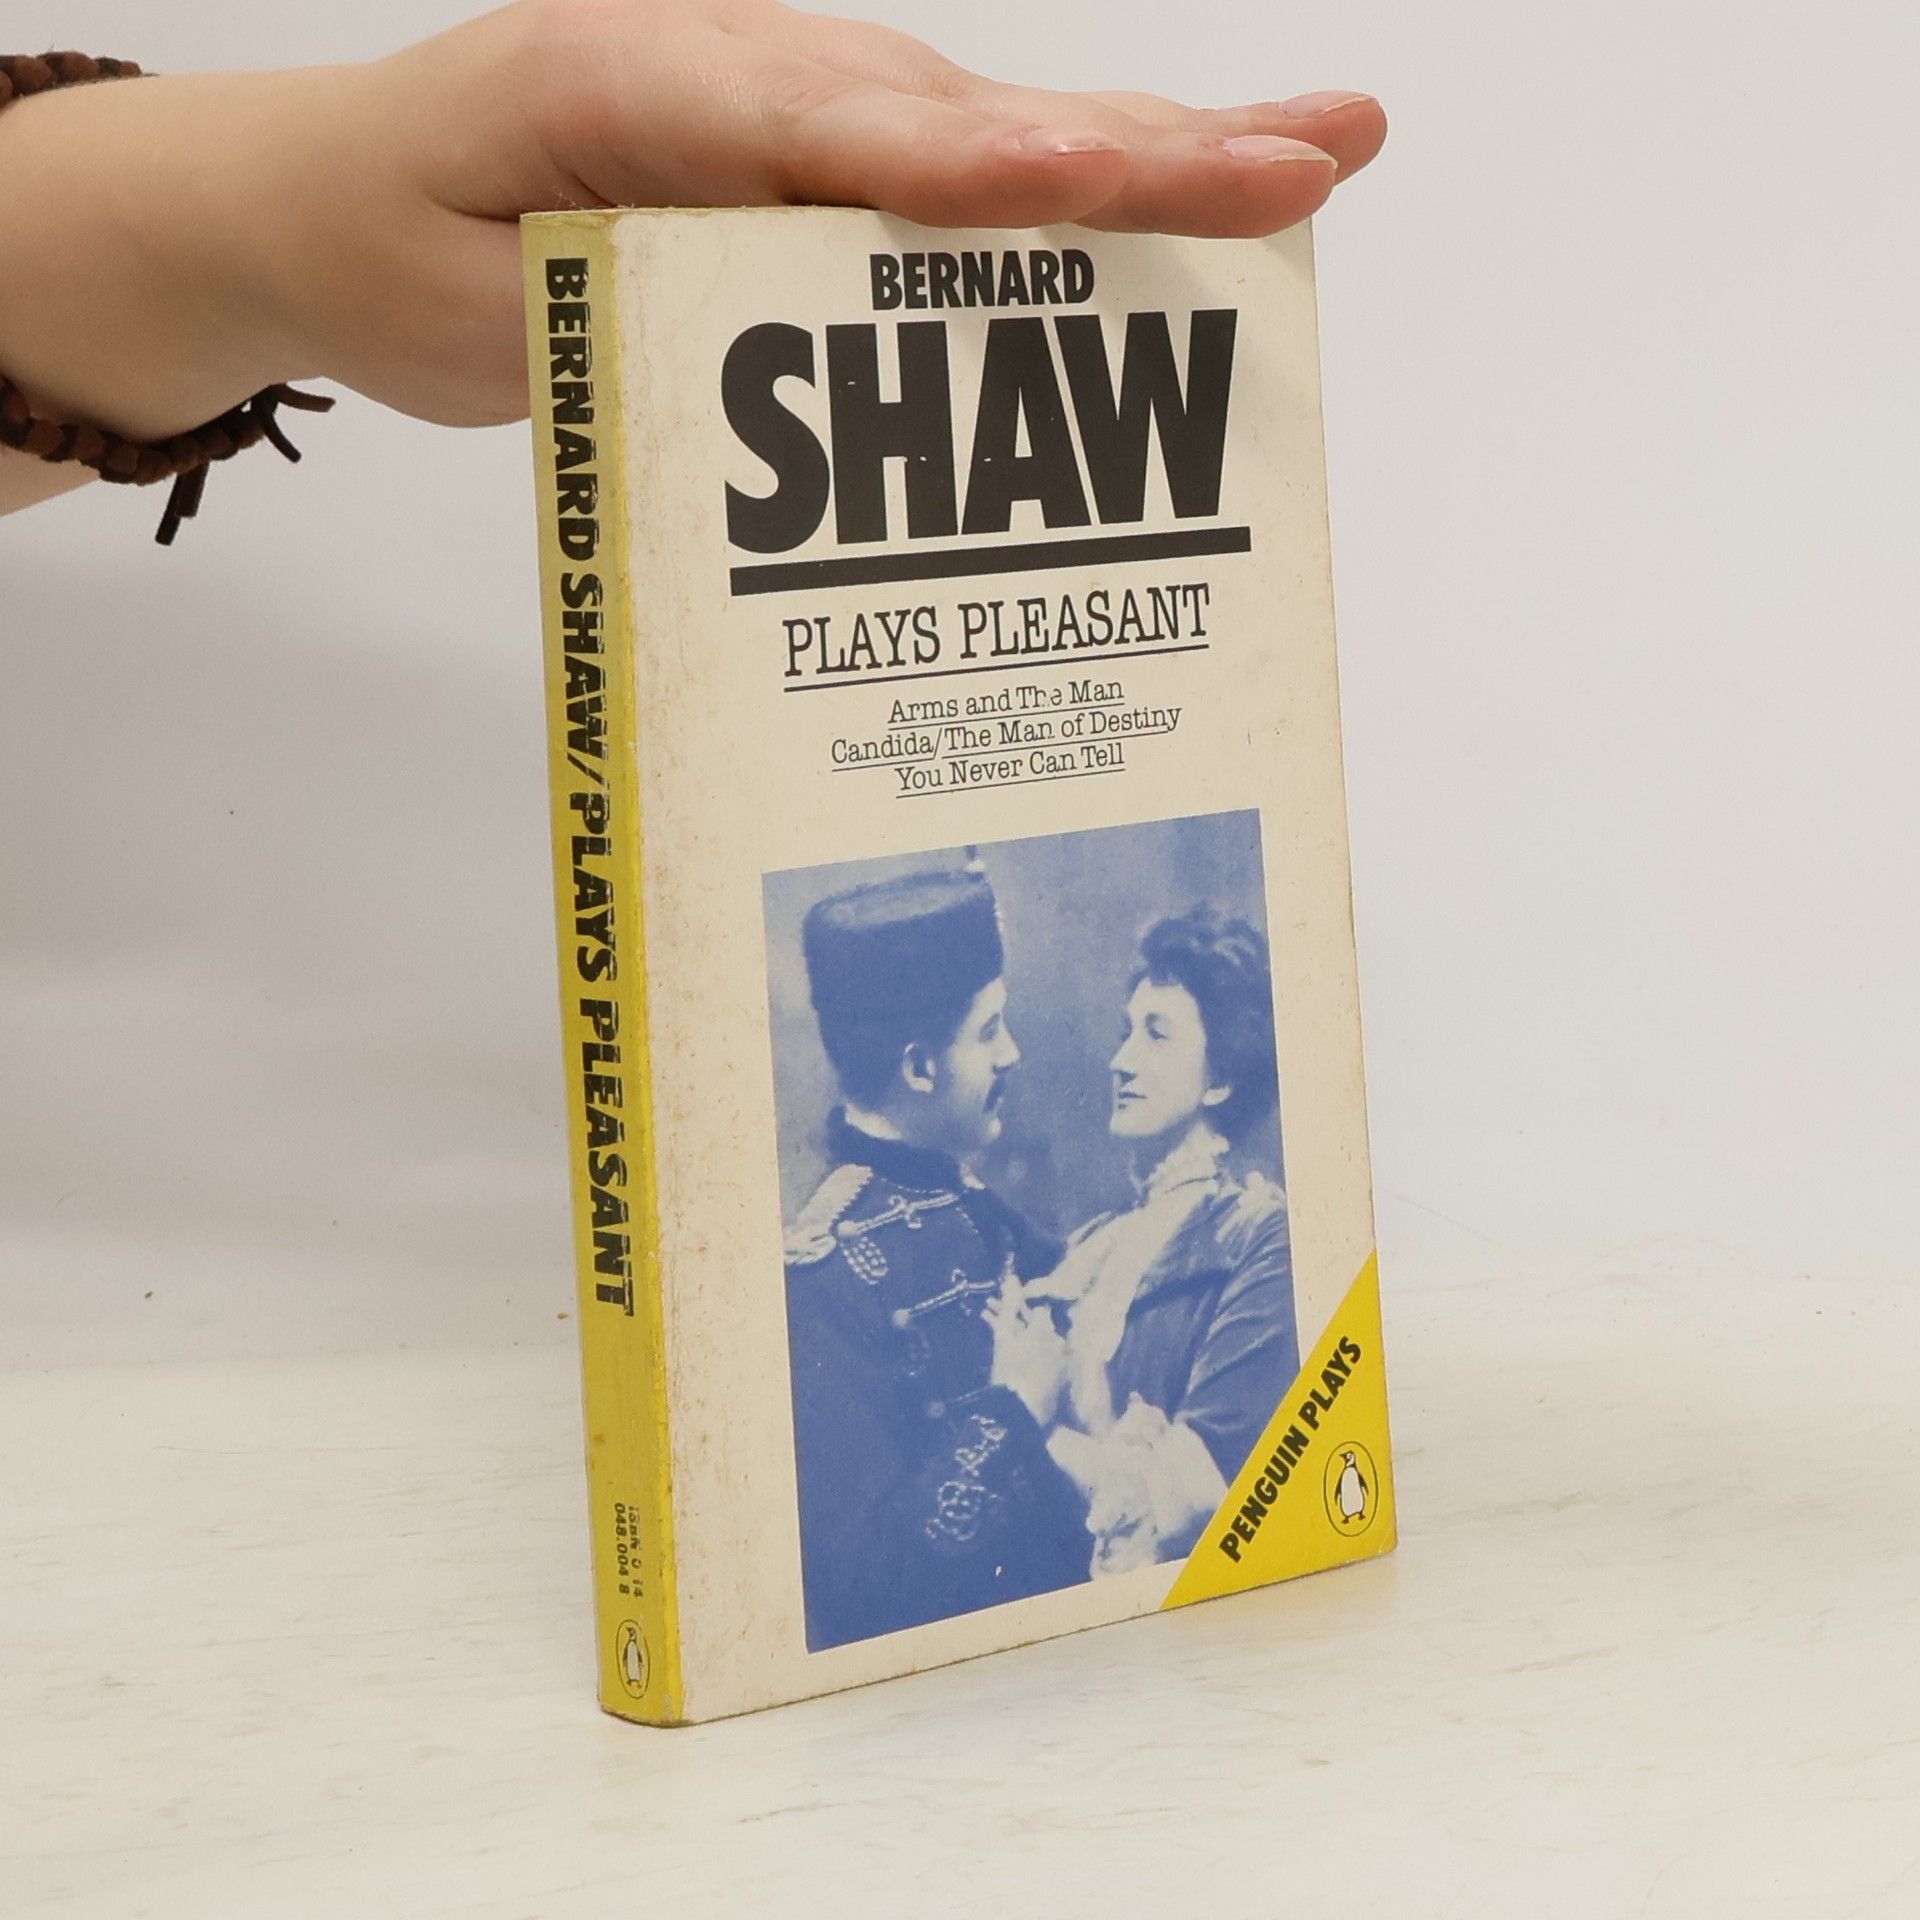 BERNARD SHAW/PLAYS PLEASANT
ISBN 0 14
048.004 8
BERNARD
SHAW
PLAYS PLEASANT
Arms and The Man
Candida/The Man of Destiny
You Never Can Tell
PENGUIN PLAYS